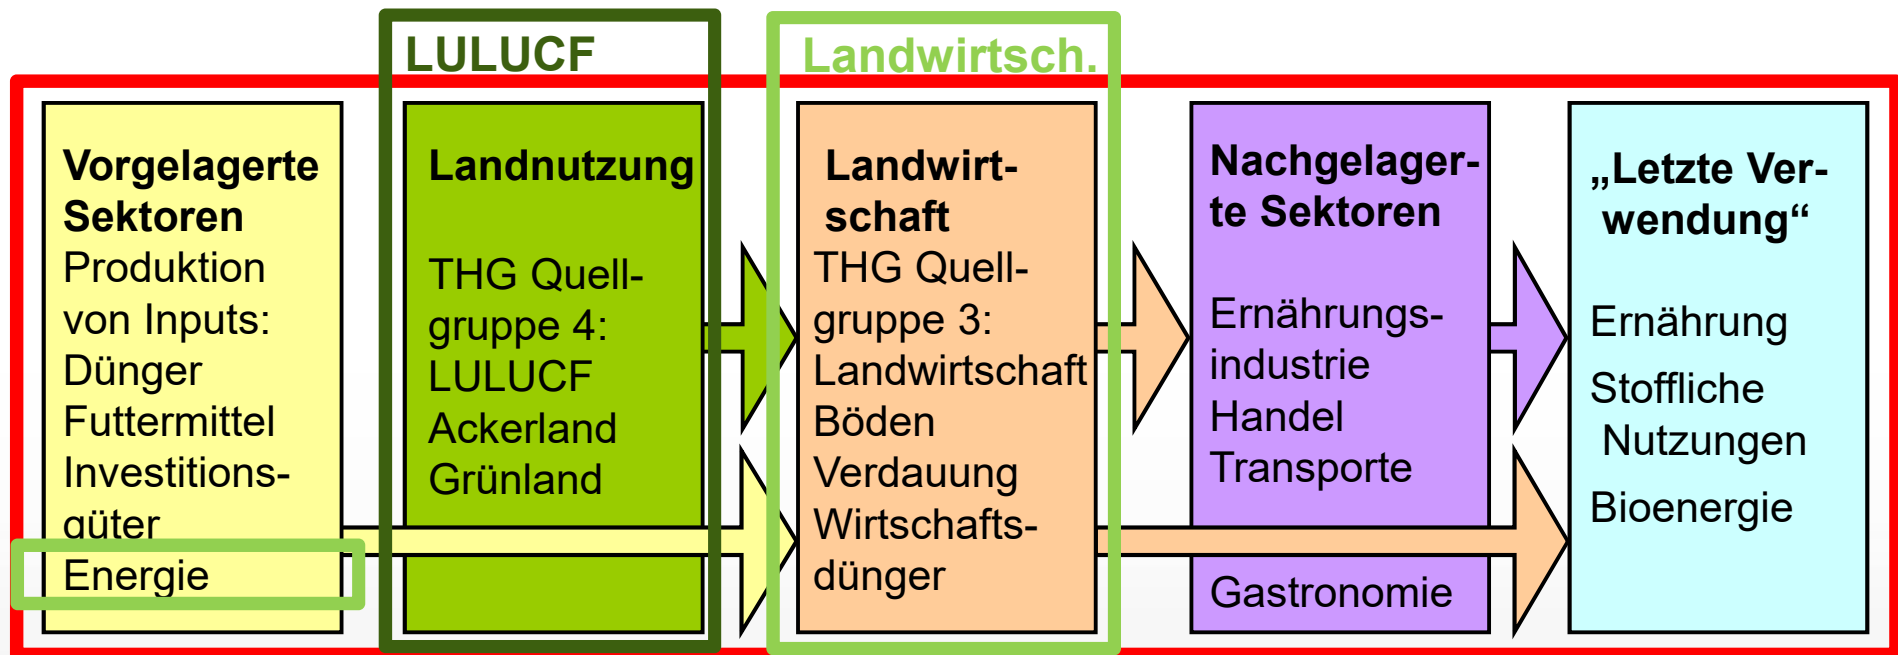 LULUCF
Landwirtsch.
Vorgelagerte
Sektoren
Produktion
von Inputs:
Dünger
Futtermittel
Investitions-
güter
Energie
Landnutzung
THG Quell-
gruppe 4:
LULUCF
Ackerland
Grünland
Landwirt-
schaft
THG Quell-
gruppe 3:
Landwirtschaft
Böden
Verdauung
Wirtschafts-
dünger
Nachgelager-
te Sektoren
Ernährungs-
industrie
Handel
Transporte
Gastronomie
„Letzte Ver-
wendung“
Ernährung
Stoffliche
Nutzungen
Bioenergie